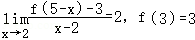 lim x→2 f(5-x)-3/x-2=2, f(3)=3